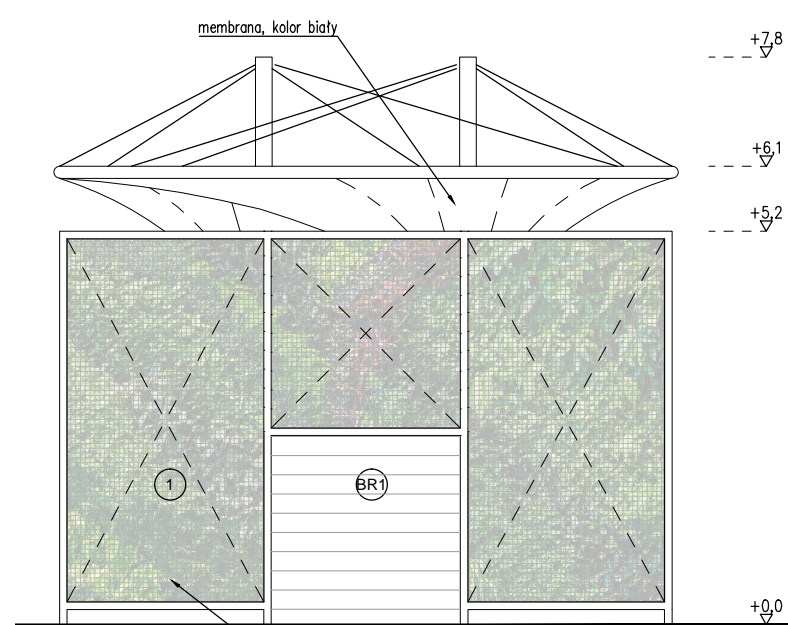 membrana, kolor biały
+7,8
+6,1
+5,2
1
BR1
+0,0